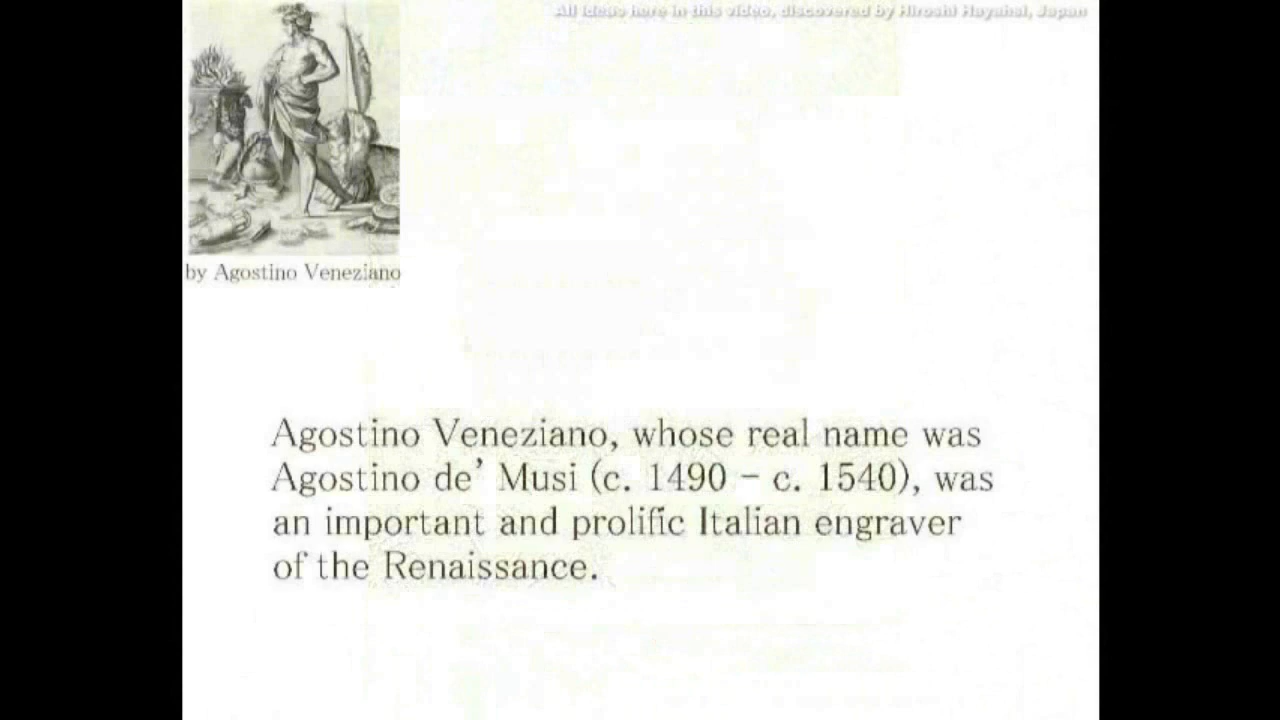 All ideas here in this video, discovered by Hiroshi Hayahsi, Japan
by Agostino Veneziano
Agostino Veneziano, whose real name was
Agostino de’ Musi (c. 1490 - c. 1540), was
an important and prolific Italian engraver
of the Renaissance.